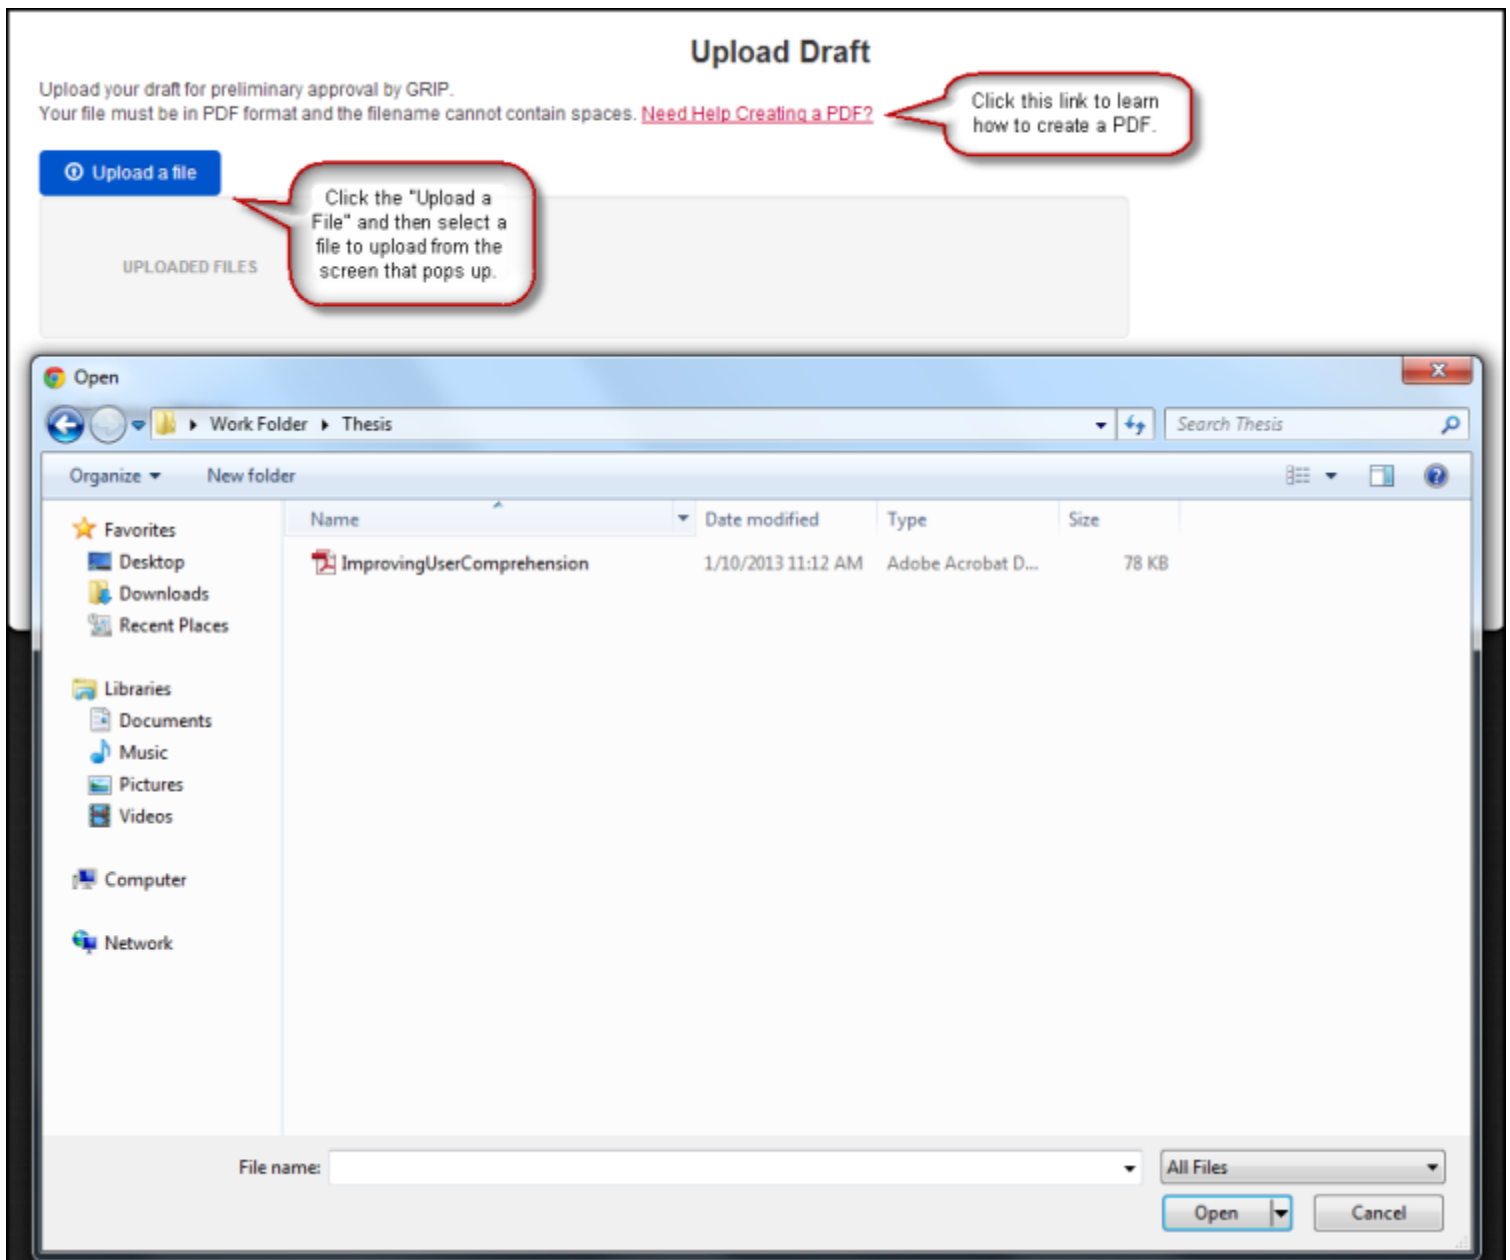 Upload Draft
Upload your draft for preliminary approval by GRIP.
Your file must be in PDF format and the filename cannot contain spaces. Need Help Creating a PDF?
Click this link to learn
how to create a PDF.
Upload a file
Click the "Upload a
File" and then select a
file to upload from the
screen that pops up.
UPLOADED FILES
Open
Work Folder Thesis
Search Thesis
Organize New folder
Name Date modified Type Size
ImprovingUserComprehension 1/10/2013 11:12 AM Adobe Acrobat D... 78 KB
Favorites
Desktop
Downloads
Recent Places
Libraries
Documents
Music
Pictures
Videos
Computer
Network
File name:
All Files
Open Cancel